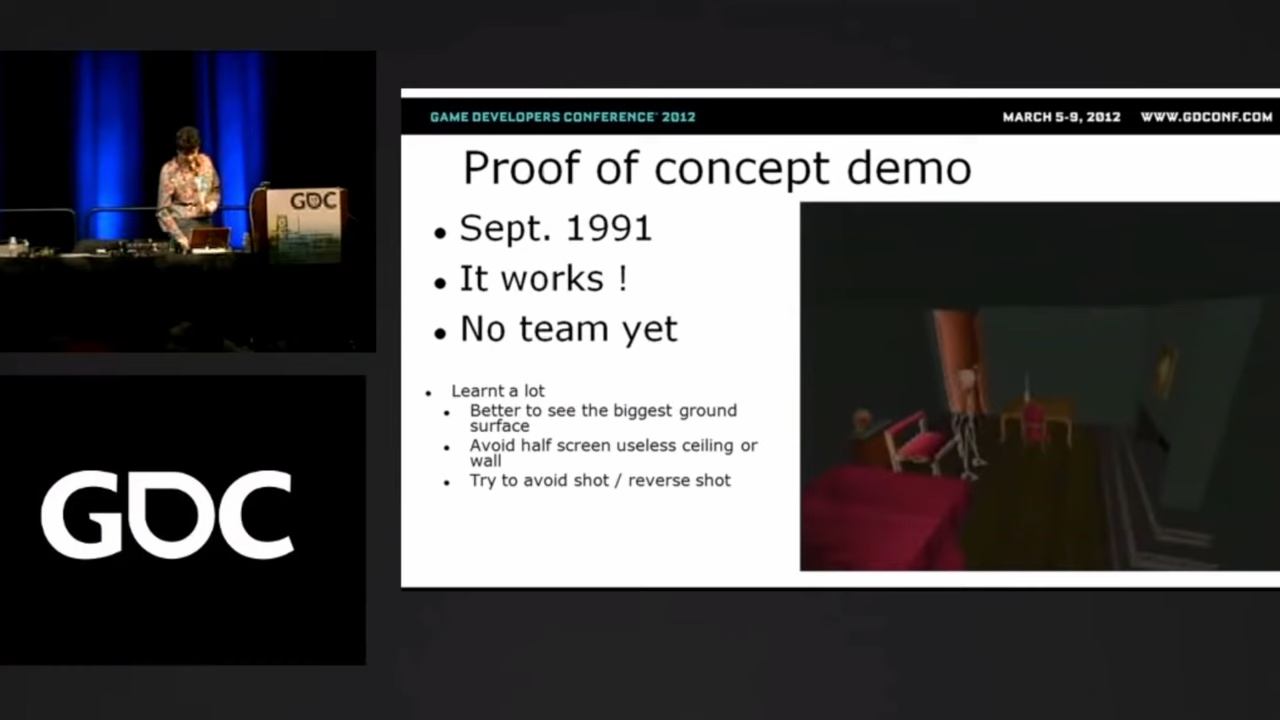 GDC
GDC
GAME DEVELOPERS CONFERENCE 2012
MARCH 5-9, 2012
WWW.GDCONF.COM
Proof of concept demo
• Sept. 1991
• It works !
• No team yet
• Learnt a lot
• Better to see the biggest ground
surface
• Avoid half screen useless ceiling or
wall
• Try to avoid shot / reverse shot